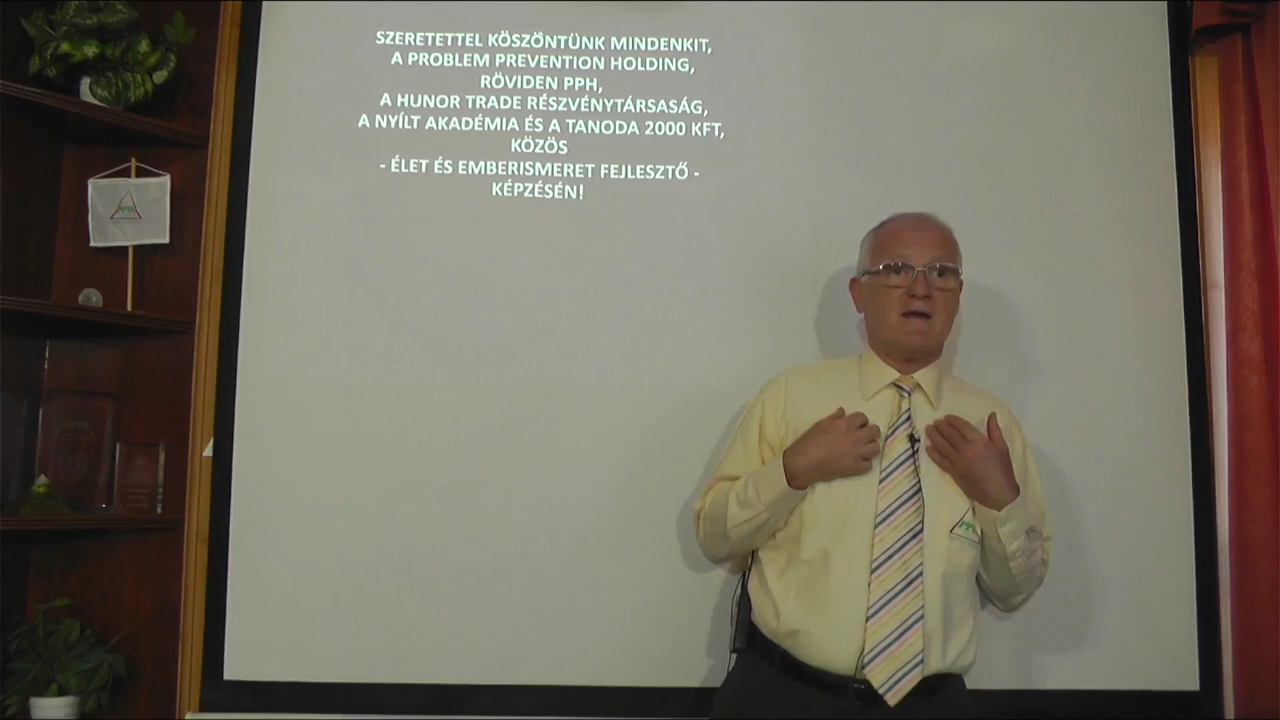 SZERETETTEL KÖSZÖNTÜNK MINDENKIT,
A PROBLEM PREVENTION HOLDING,
RÖVIDEN PPH,
A HUNOR TRADE RÉSZVÉNYTÁRSASÁG,
A NYÍLT AKADÉMIA ÉS A TANODA 2000 KFT,
KÖZÖS
- ÉLET ÉS EMBERISMERET FEJLESZTŐ -
KÉPZÉSÉN!